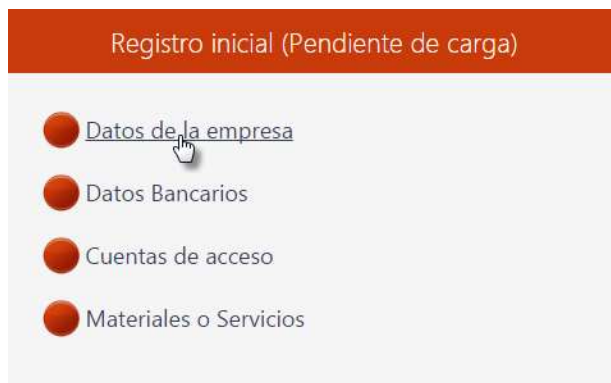 Registro inicial (Pendiente de carga)
Datos de la empresa
Datos Bancarios
Cuentas de acceso
Materiales o Servicios